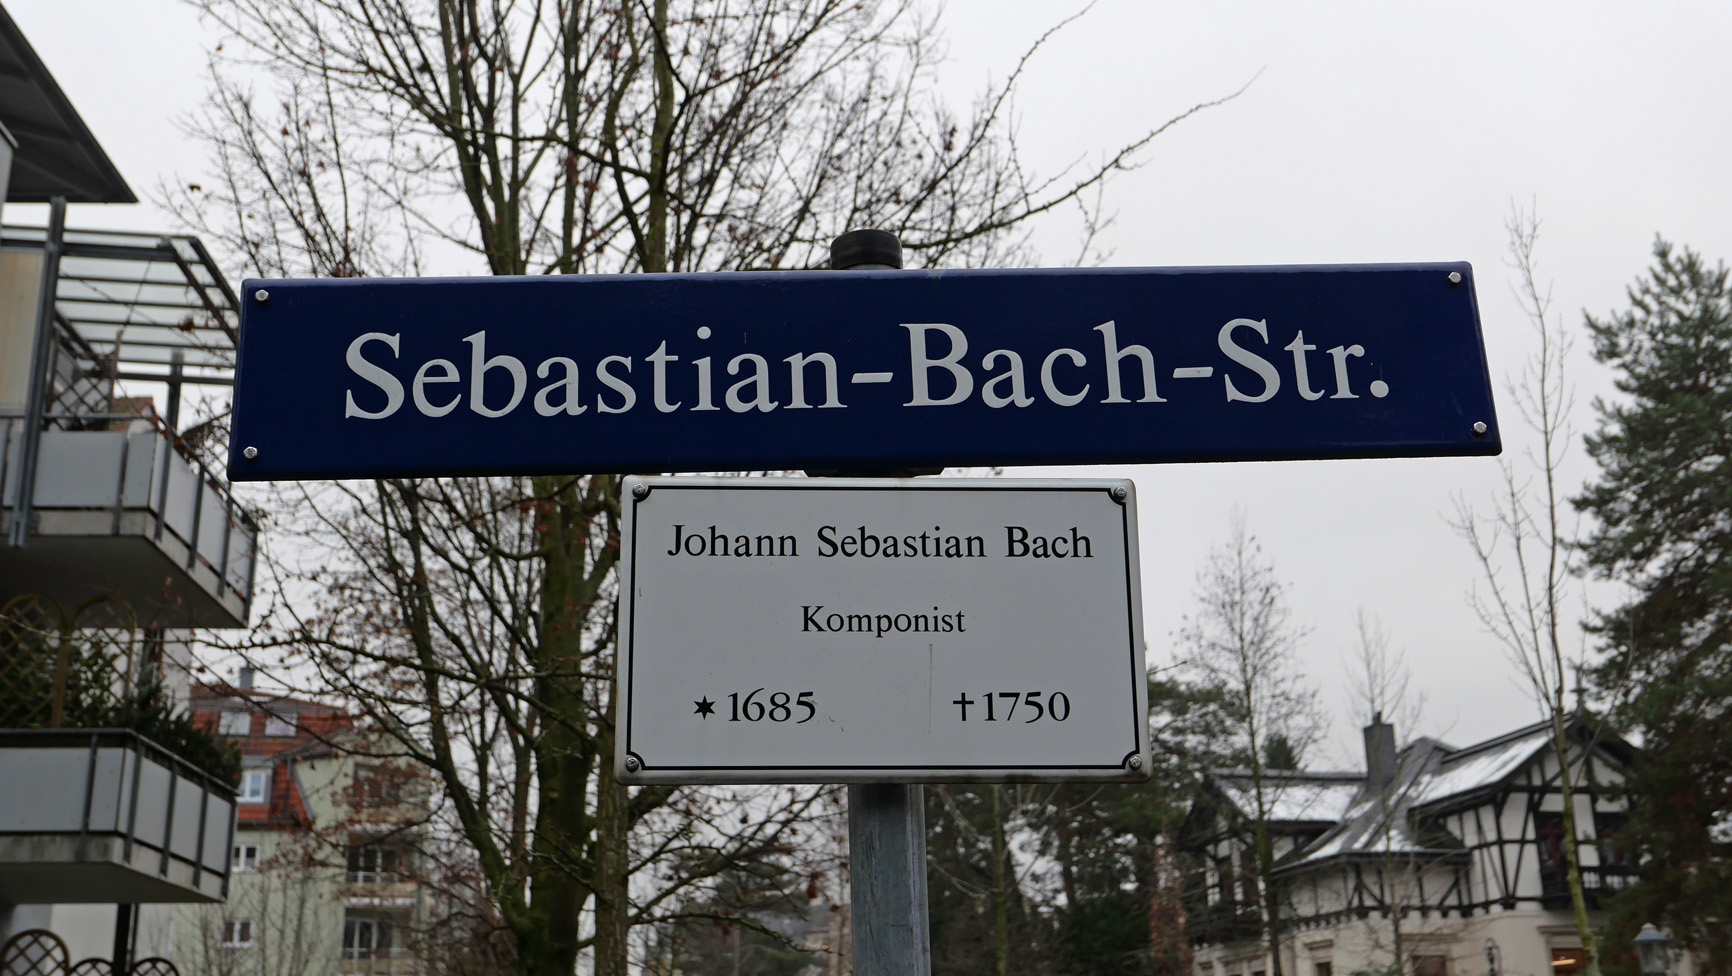 Sebastian-Bach-Str.
Johann Sebastian Bach
Komponist
✶1685 †1750